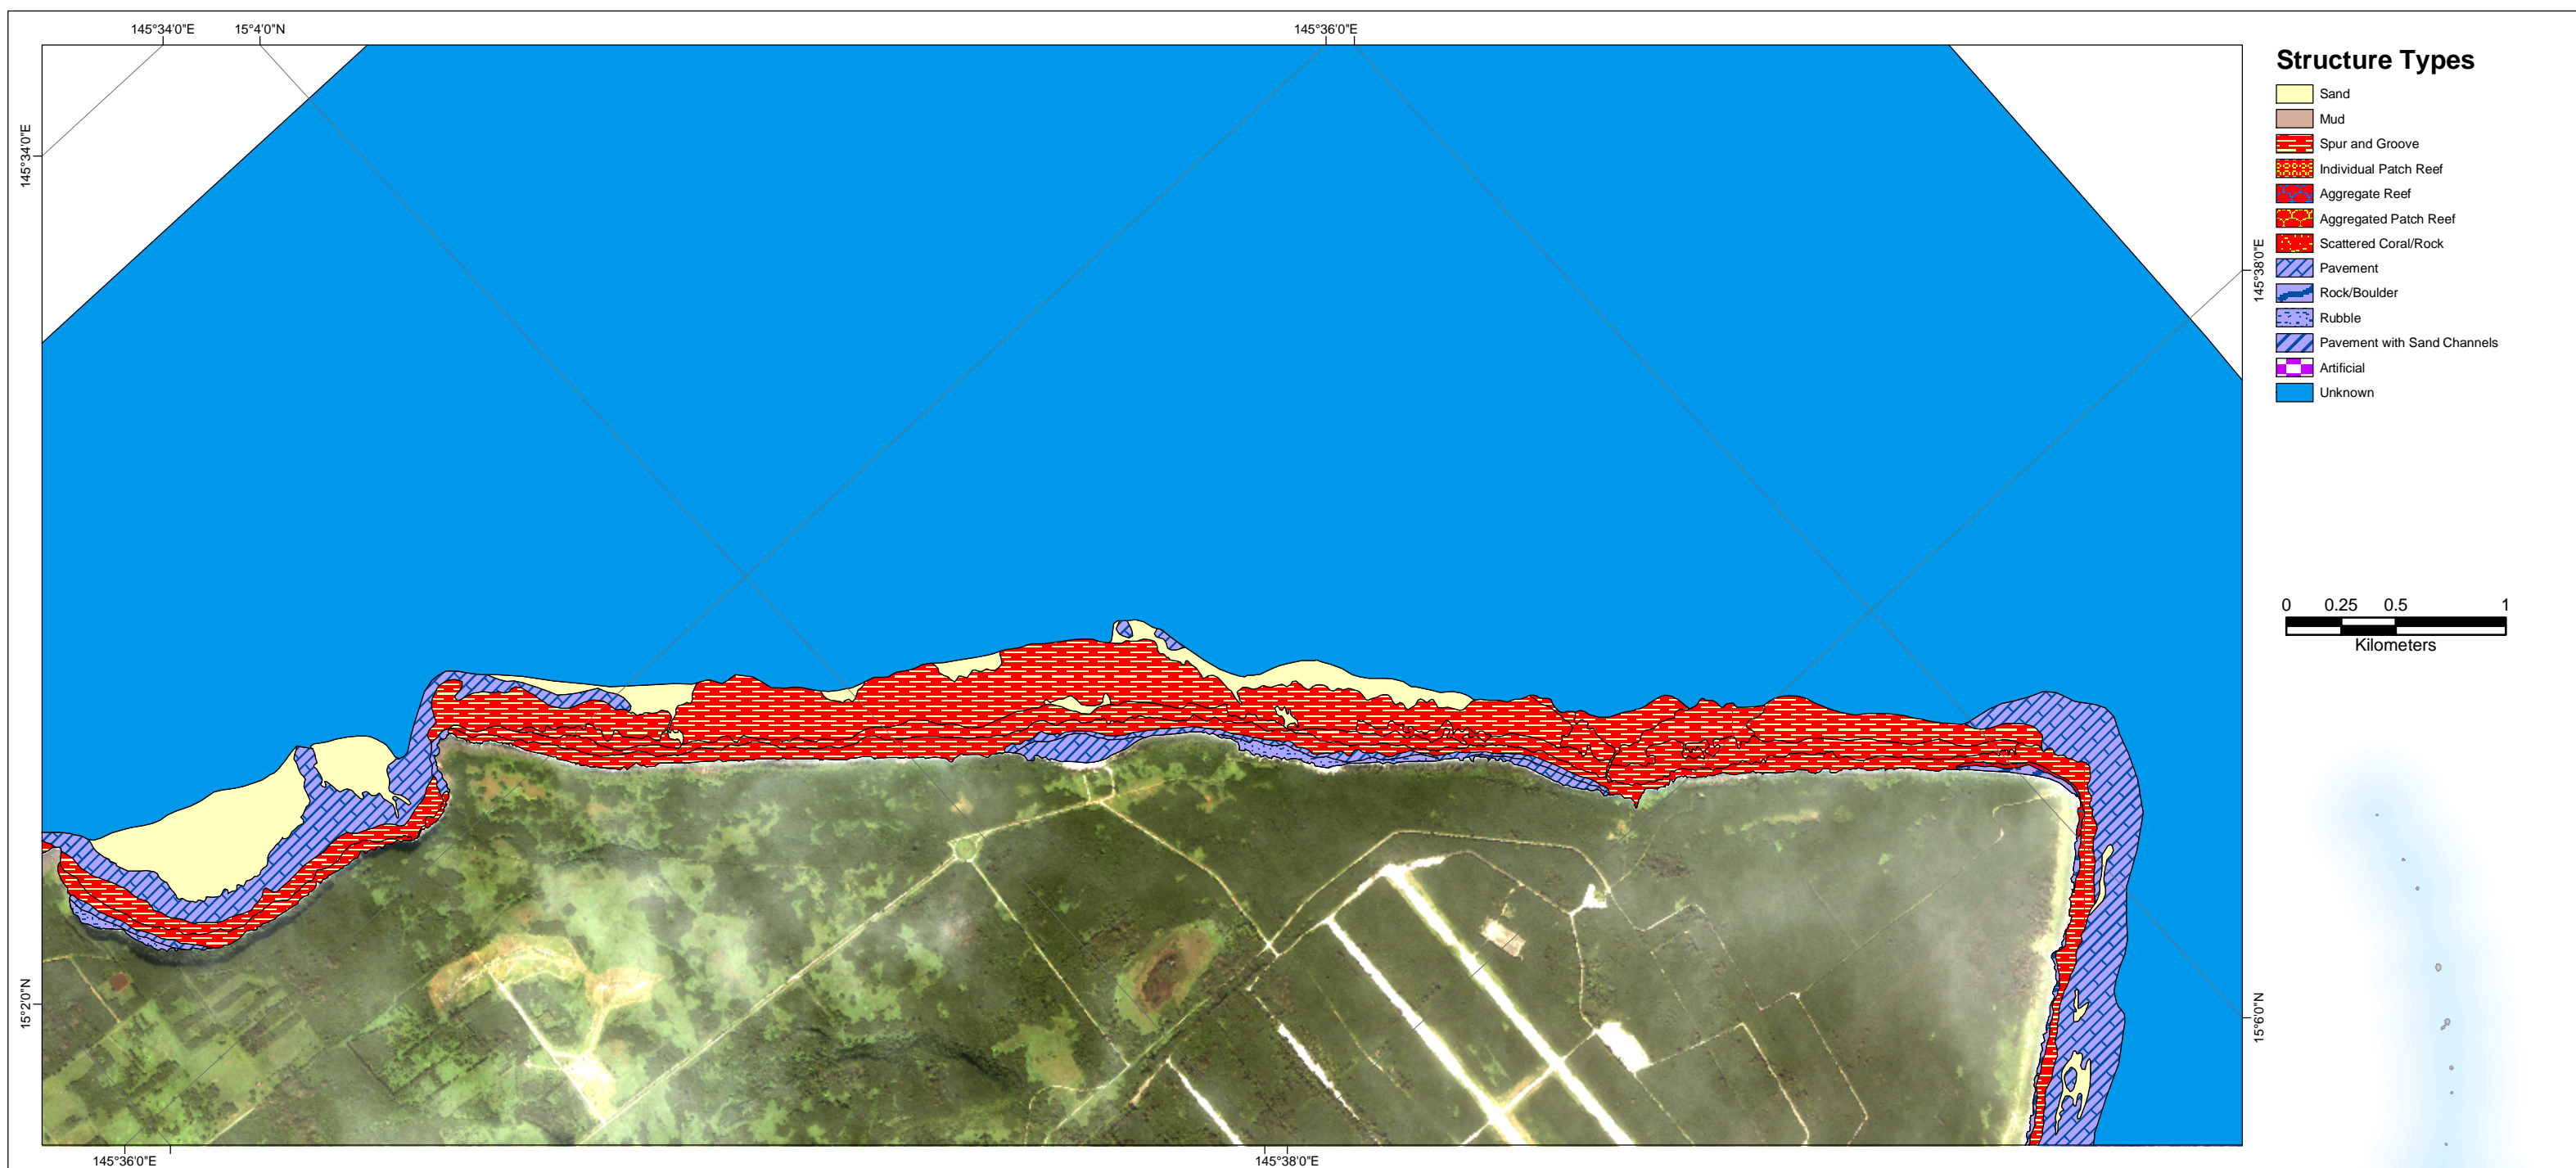 145°34'0"E
15°4'0"N
145°36'0"E
145°34'0"E
145°38'0"E
15°2'0"N
15°6'0"N
145°36'0"E
145°38'0"E
Structure Types
Sand
Mud
Spur and Groove
Individual Patch Reef
Aggregate Reef
Aggregated Patch Reef
Scattered Coral/Rock
Pavement
Rock/Boulder
Rubble
Pavement with Sand Channels
Artificial
Unknown
0 0.25 0.5 1
Kilometers